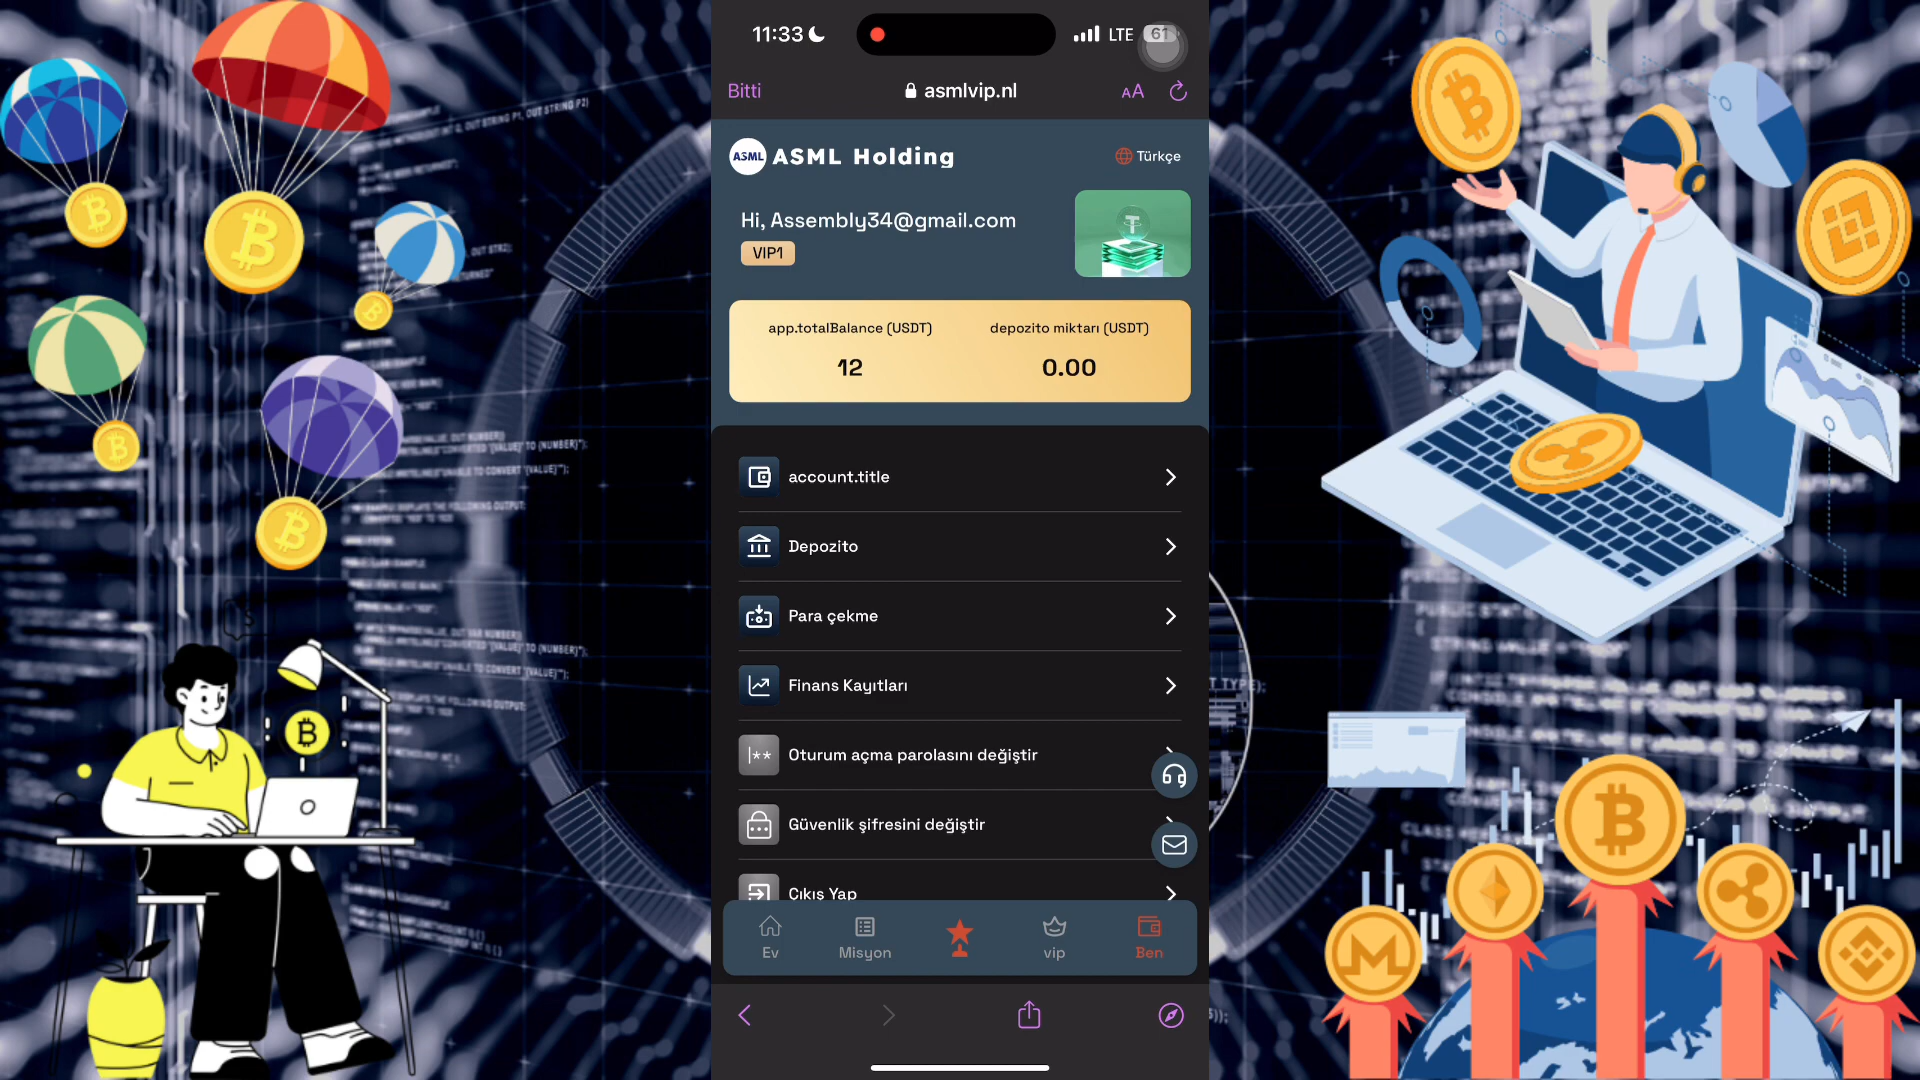 11:33
LTE
61
Bitti
asmlvip.nl
AA
ASML
ASML Holding
Türkçe
Hi, Assembly34@gmail.com
VIP1
app.totalBalance (USDT)
depozito miktarı (USDT)
12
0.00
account.title
Depozito
Para çekme
Finans Kayıtları
|**
Oturum açma parolasını değiştir
Güvenlik şifresini değiştir
Çıkış Yap
Ev
Misyon
vip
Ben